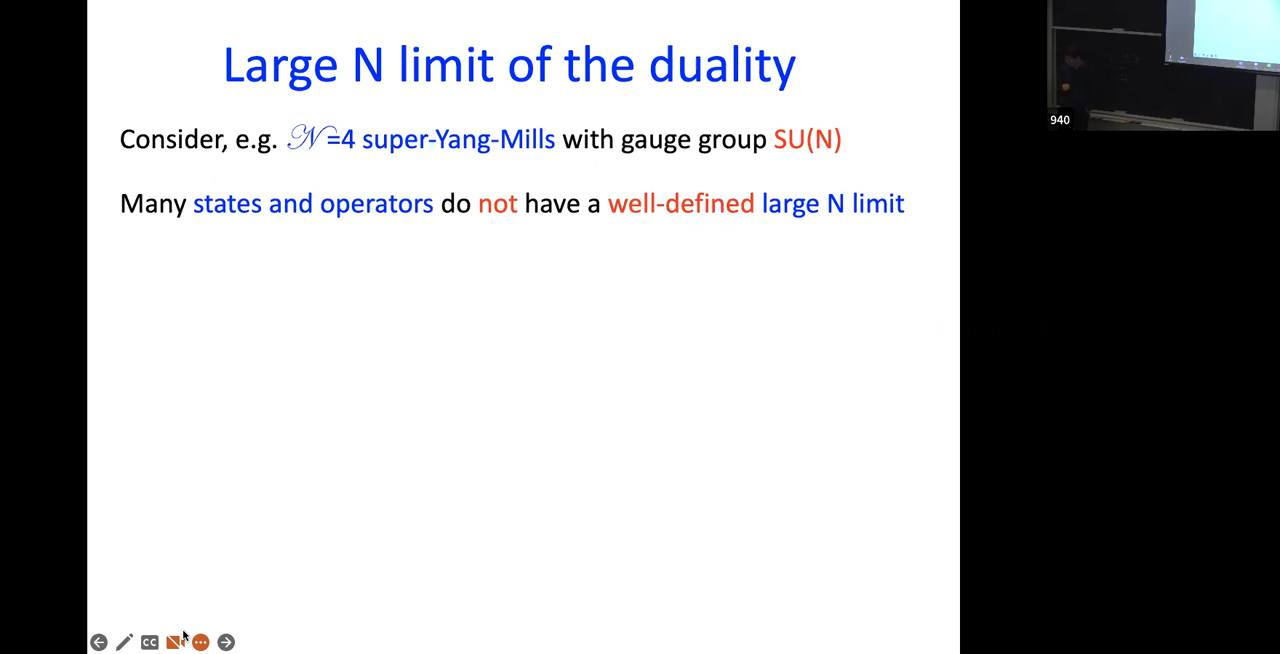 Large N limit of the duality
Consider, e.g. 𝒩=4 super-Yang-Mills with gauge group SU(N)
Many states and operators do not have a well-defined large N limit
940
CC